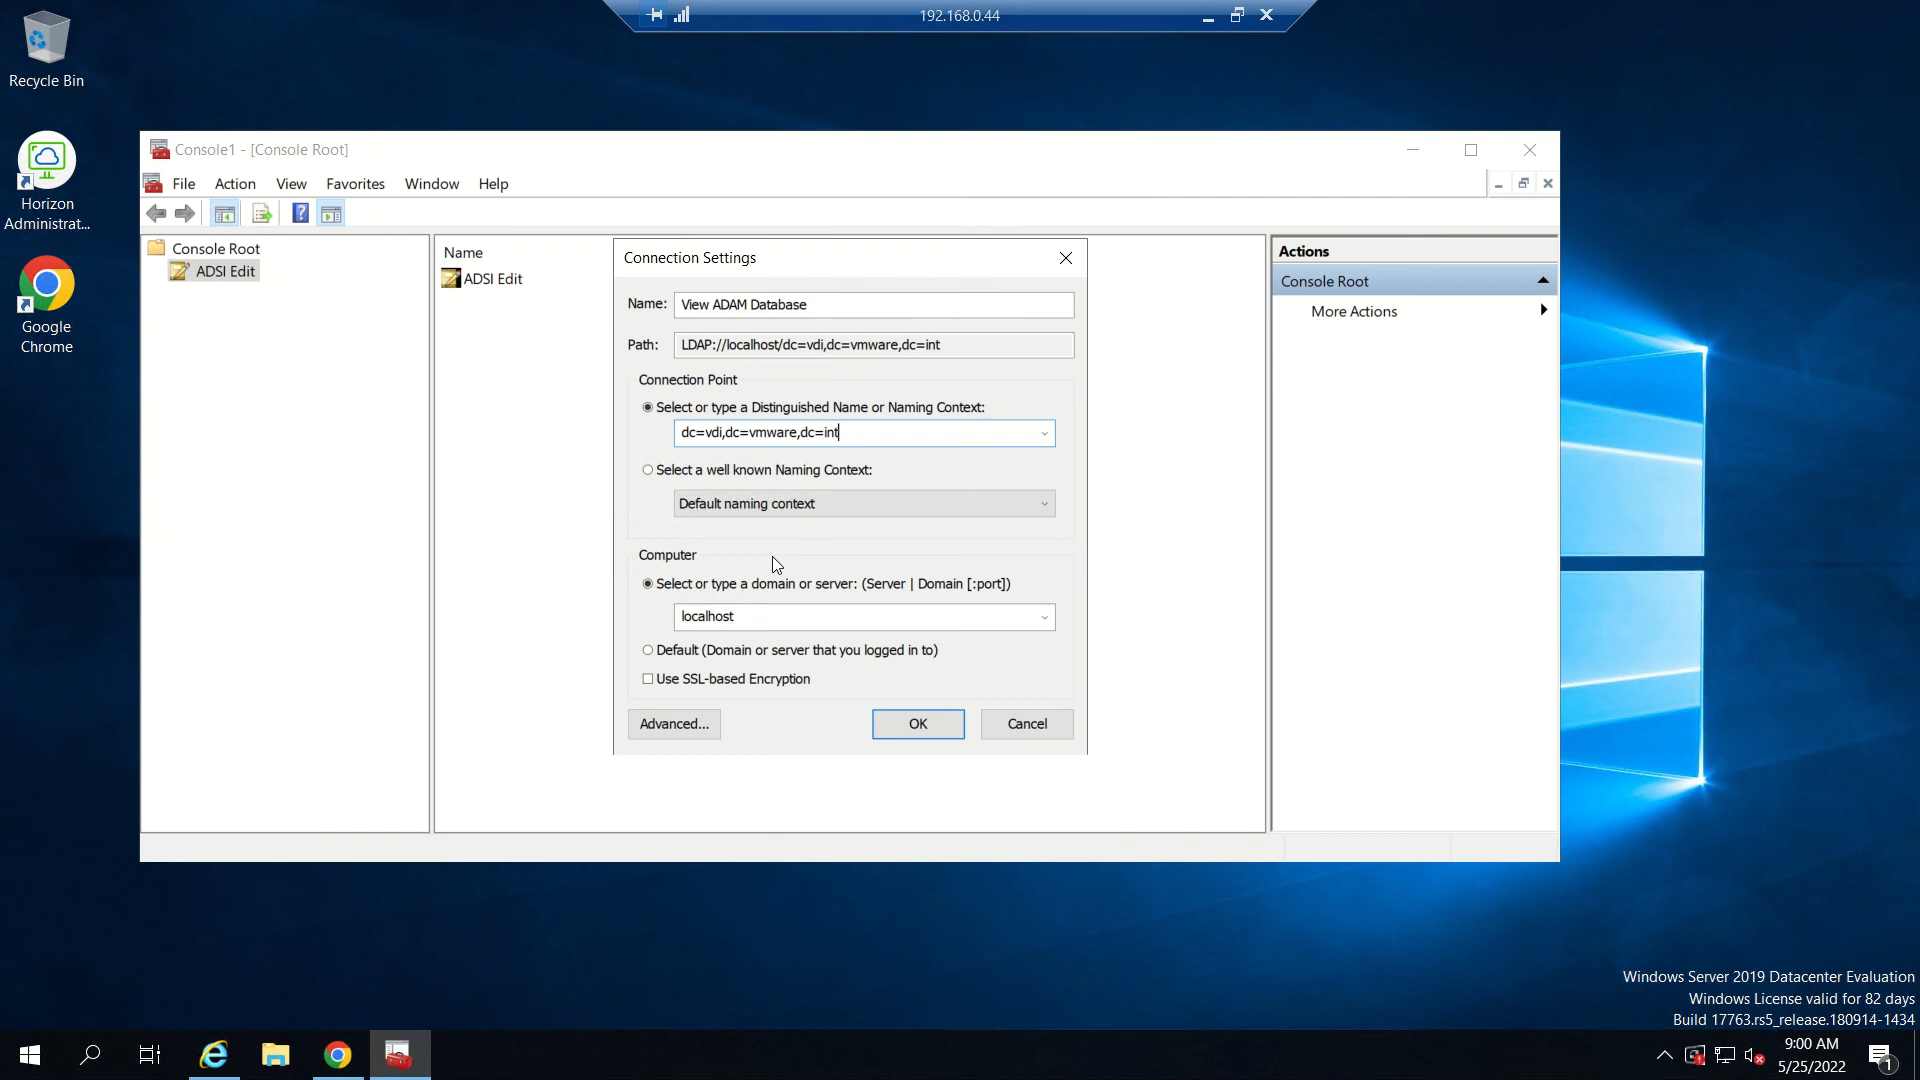 192.168.0.44
Recycle Bin
Horizon
Administrat...
Google
Chrome
Console1 - [Console Root]
File Action View Favorites Window Help
Console Root
ADSI Edit
Name
ADSI Edit
Connection Settings
Name: View ADAM Database
Path: LDAP://localhost/dc=vdi,dc=vmware,dc=int
Connection Point
Select or type a Distinguished Name or Naming Context:
dc=vdi,dc=vmware,dc=int
Select a well known Naming Context:
Default naming context
Computer
Select or type a domain or server: (Server | Domain [:port])
localhost
Default (Domain or server that you logged in to)
Use SSL-based Encryption
Advanced... OK Cancel
Actions
Console Root
More Actions
Windows Server 2019 Datacenter Evaluation
Windows License valid for 82 days
Build 17763.rs5_release.180914-1434
9:00 AM
5/25/2022
1